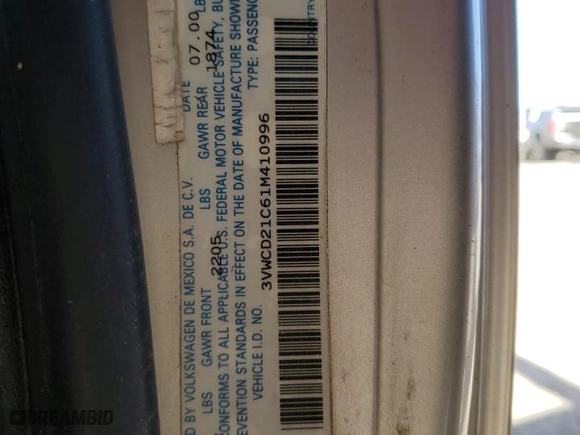 D BY VOLKSWAGEN DE MEXICO S.A. DE C.V. DATE 07.00
LBS GAWR FRONT 2205 LBS GAWR REAR 1874 LB
CONFORMS TO ALL APPLICABLE U.S. FEDERAL MOTOR VEHICLE SAFETY, BU
EVENTION STANDARDS IN EFFECT ON THE DATE OF MANUFACTURE SHOWN
VEHICLE I.D. NO. TYPE: PASSENG
3VWCD21C61M410996
DREAMBID